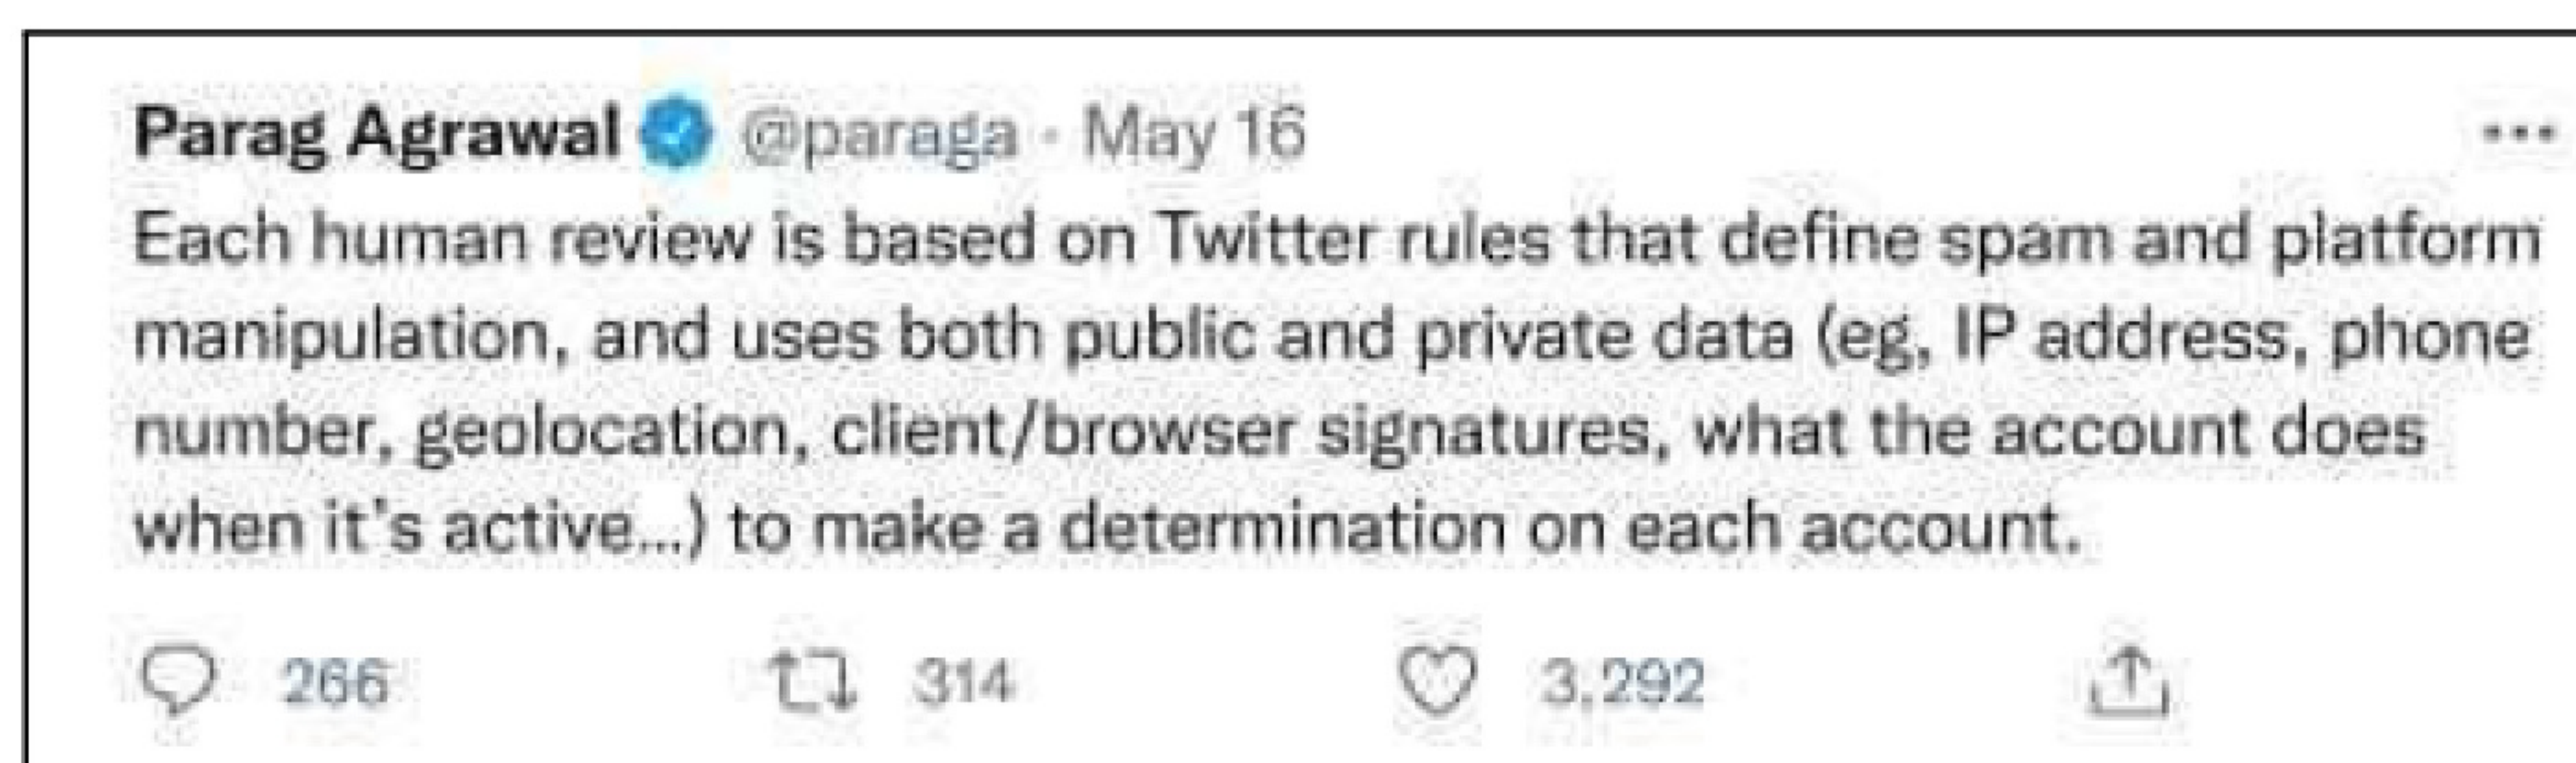 Parag Agrawal @paraga · May 16 ...
Each human review is based on Twitter rules that define spam and platform
manipulation, and uses both public and private data (eg, IP address, phone
number, geolocation, client/browser signatures, what the account does
when it's active...) to make a determination on each account.
266 314 3,292